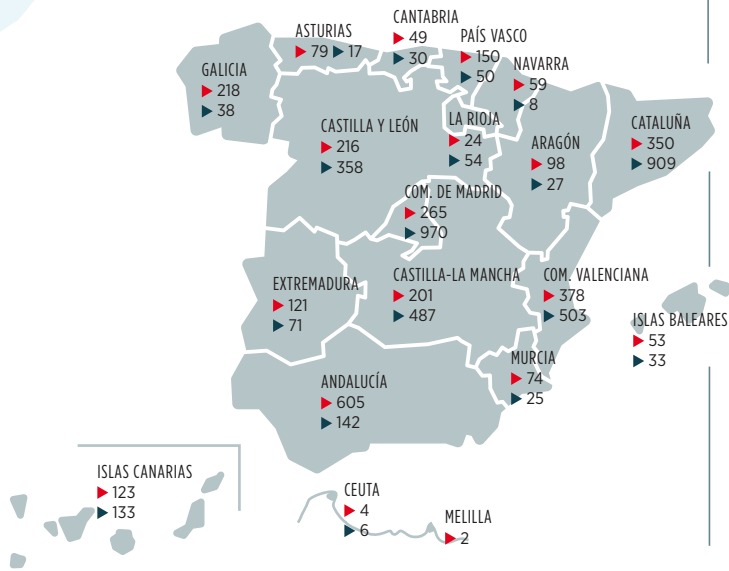 CANTABRIA
49
30
ASTURIAS
79 17
PAÍS VASCO
150
50
NAVARRA
59
8
GALICIA
218
38
CASTILLA Y LEÓN
216
358
LA RIOJA
24
54
ARAGÓN
98
27
CATALUÑA
350
909
COM. DE MADRID
265
970
EXTREMADURA
121
71
CASTILLA-LA MANCHA
201
487
COM. VALENCIANA
378
503
ISLAS BALEARES
53
33
MURCIA
74
25
ANDALUCÍA
605
142
ISLAS CANARIAS
123
133
CEUTA
4
6
MELILLA
2